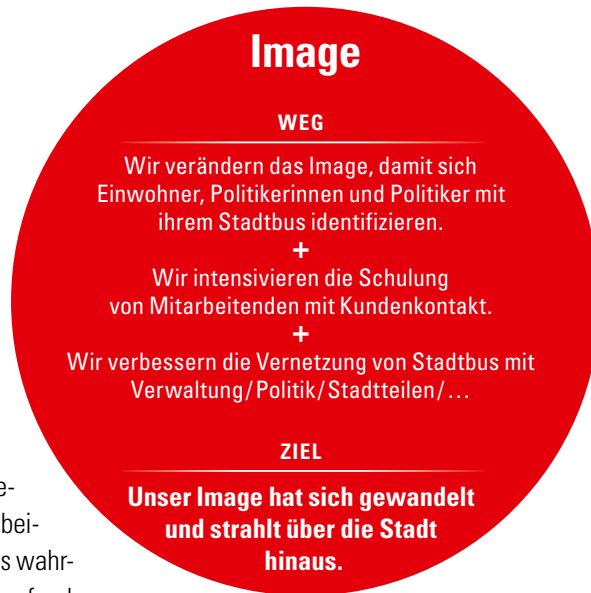 Image
WEG
Wir verändern das Image, damit sich
Einwohner, Politikerinnen und Politiker mit
ihrem Stadtbus identifizieren.
+
Wir intensivieren die Schulung
von Mitarbeitenden mit Kundenkontakt.
+
Wir verbessern die Vernetzung von Stadtbus mit
Verwaltung/Politik/Stadtteilen/…
ZIEL
Unser Image hat sich gewandelt
und strahlt über die Stadt
hinaus.
e-
bei-
s wahr-